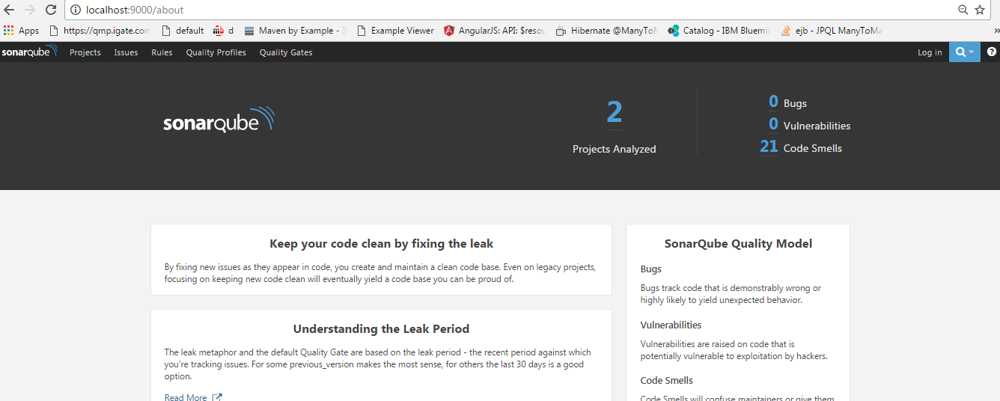 localhost:9000/about
Apps https://qmp.igate.com default d Maven by Example - Example Viewer AngularJS: API: $resou Hibernate @ManyToM Catalog - IBM Bluemi ejb - JPQL ManyToMa »
sonarqube Projects Issues Rules Quality Profiles Quality Gates Log in
sonarqube
2
Projects Analyzed
0 Bugs
0 Vulnerabilities
21 Code Smells
Keep your code clean by fixing the leak
By fixing new issues as they appear in code, you create and maintain a clean code base. Even on legacy projects,
focusing on keeping new code clean will eventually yield a code base you can be proud of.
Understanding the Leak Period
The leak metaphor and the default Quality Gate are based on the leak period - the recent period against which
you're tracking issues. For some previous_version makes the most sense, for others the last 30 days is a good
option.
Read More
SonarQube Quality Model
Bugs
Bugs track code that is demonstrably wrong or
highly likely to yield unexpected behavior.
Vulnerabilities
Vulnerabilities are raised on code that is
potentially vulnerable to exploitation by hackers.
Code Smells
Code Smells will confuse maintainers or give them